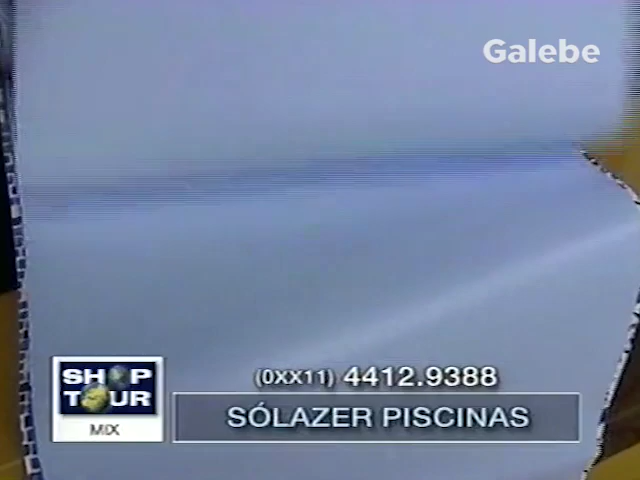 Galebe
SHOP
TOUR
MIX
(0XX11) 4412.9388
SÓLAZER PISCINAS